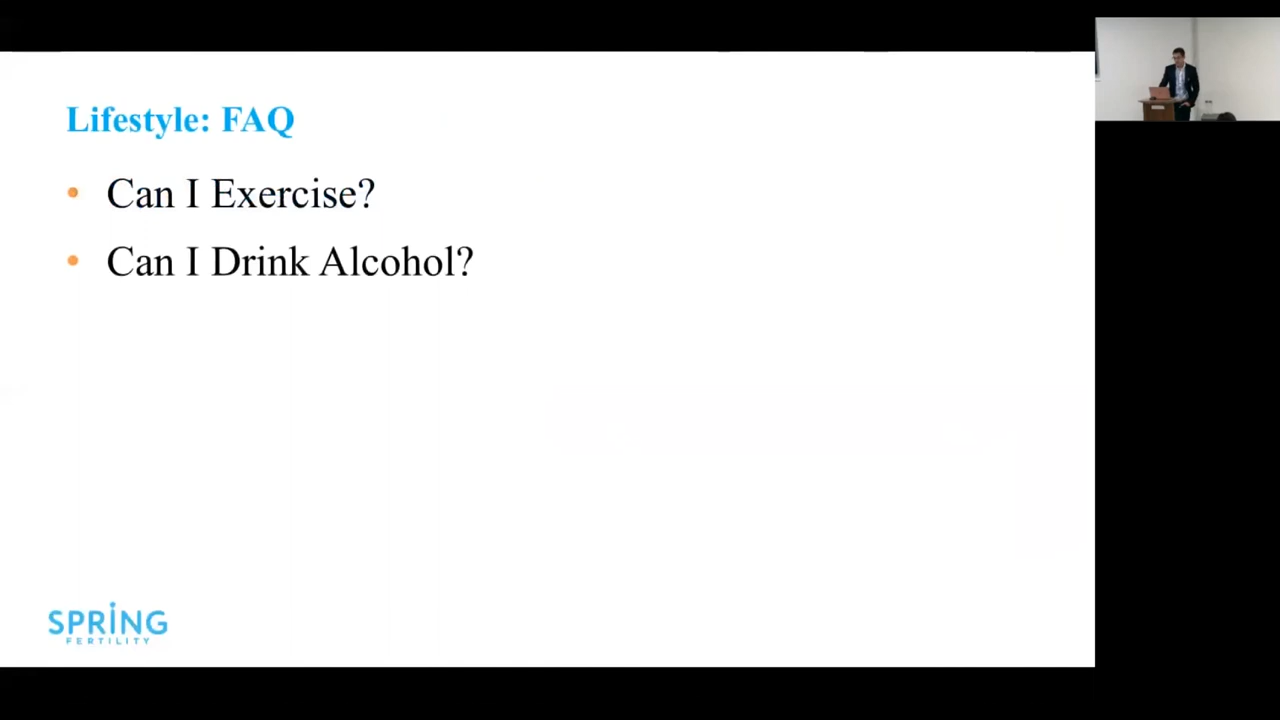 Lifestyle: FAQ
• Can I Exercise?
• Can I Drink Alcohol?
SPRING
FERTILITY